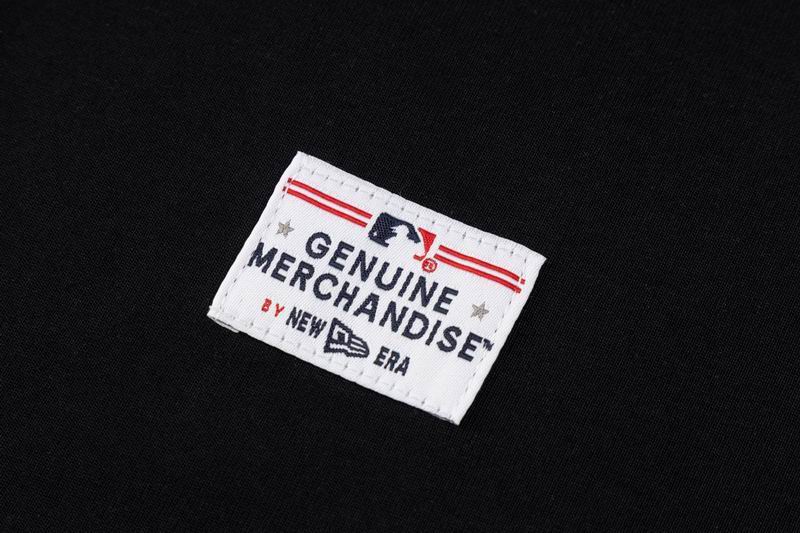 GENUINE
MERCHANDISE™
BY NEW ERA